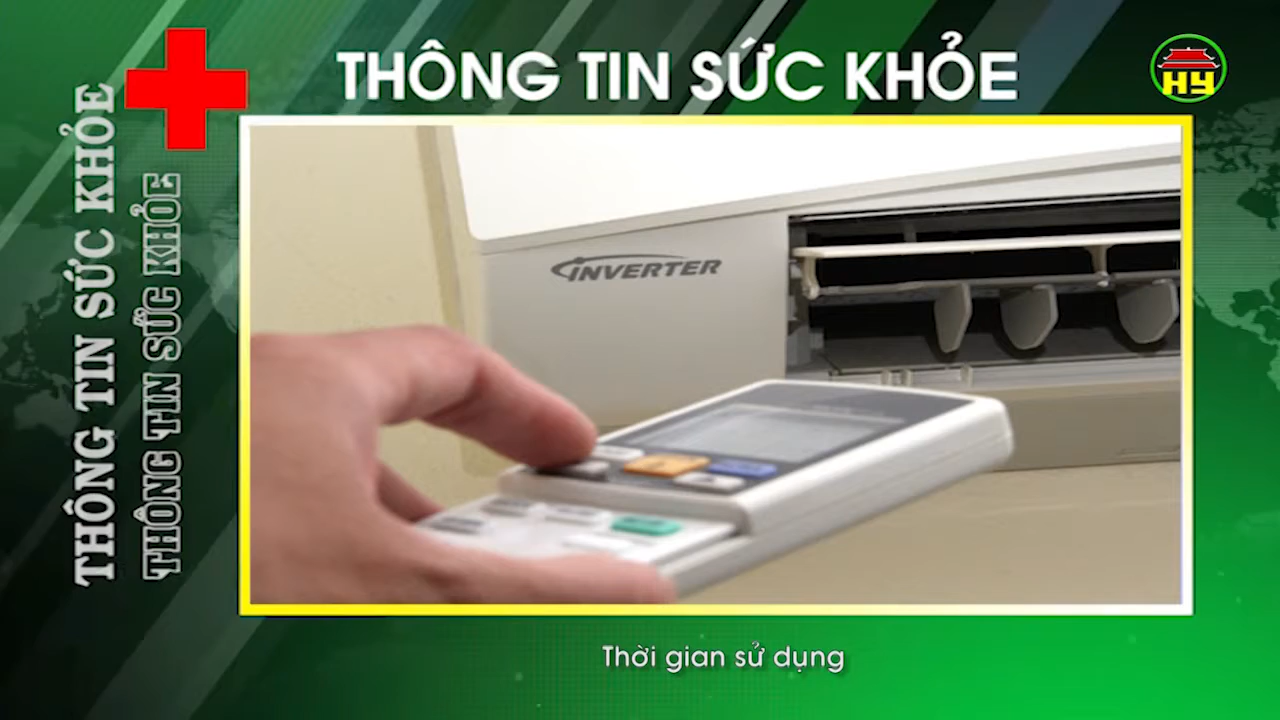 THÔNG TIN SỨC KHỎE
HY
THÔNG TIN SỨC KHỎE
THÔNG TIN SỨC KHỎE
INVERTER
Thời gian sử dụng